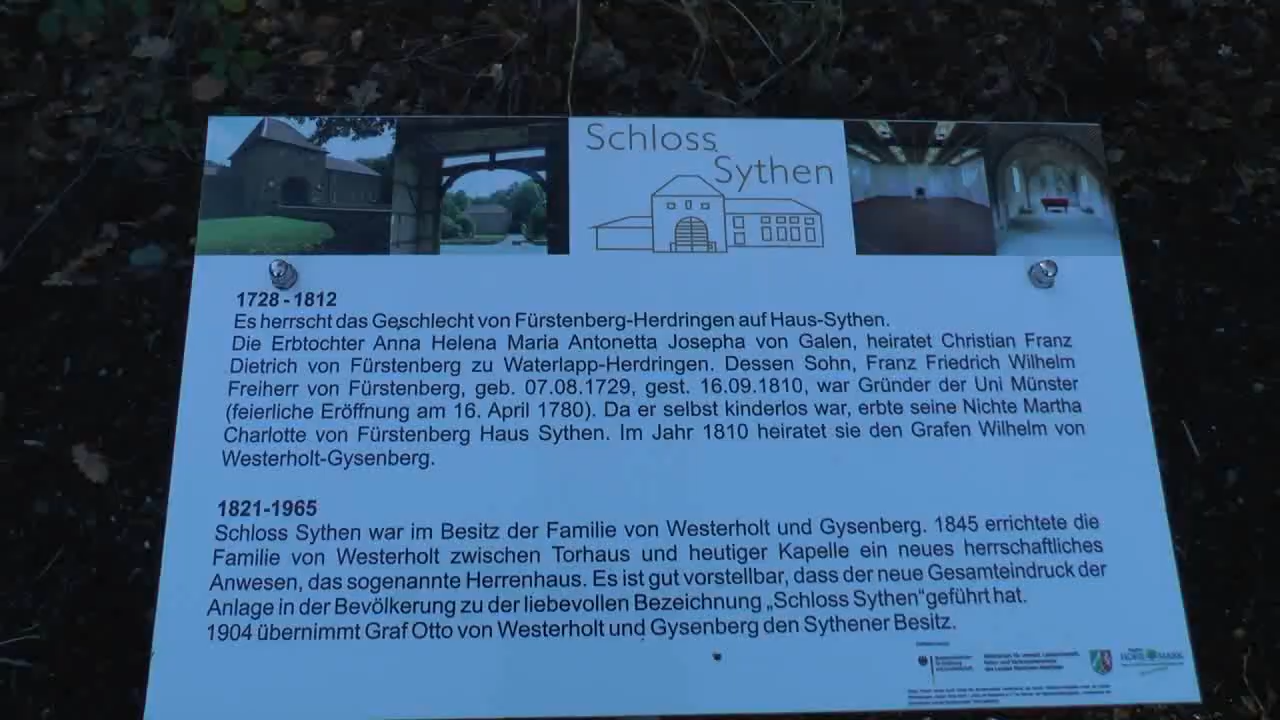 Schloss
Sythen
1728 - 1812
Es herrscht das Geschlecht von Fürstenberg-Herdringen auf Haus-Sythen.
Die Erbtochter Anna Helena Maria Antonetta Josepha von Galen, heiratet Christian Franz
Dietrich von Fürstenberg zu Waterlapp-Herdringen. Dessen Sohn, Franz Friedrich Wilhelm
Freiherr von Fürstenberg, geb. 07.08.1729, gest. 16.09.1810, war Gründer der Uni Münster
(feierliche Eröffnung am 16. April 1780). Da er selbst kinderlos war, erbte seine Nichte Martha
Charlotte von Fürstenberg Haus Sythen. Im Jahr 1810 heiratet sie den Grafen Wilhelm von
Westerholt-Gysenberg.
1821-1965
Schloss Sythen war im Besitz der Familie von Westerholt und Gysenberg. 1845 errichtete die
Familie von Westerholt zwischen Torhaus und heutiger Kapelle ein neues herrschaftliches
Anwesen, das sogenannte Herrenhaus. Es ist gut vorstellbar, dass der neue Gesamteindruck der
Anlage in der Bevölkerung zu der liebevollen Bezeichnung „Schloss Sythen“geführt hat.
1904 übernimmt Graf Otto von Westerholt und Gysenberg den Sythener Besitz.
HOHE MARK